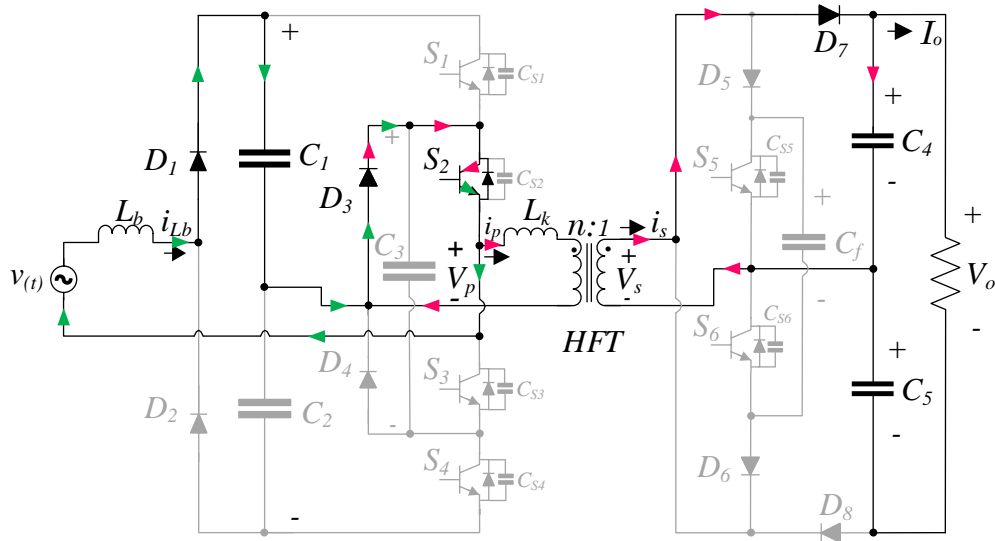 S1
CS1
D1
C1
+
S2
CS2
D3
+
Lb
iLb
v(t)
C3
ip
Lk
n:1
is
+
Vp
-
+
Vs
-
HFT
D2
C2
D4
-
S3
CS3
S4
CS4
-
D7
Io
D5
S5
CS5
+
Cf
-
+
C4
-
S6
CS6
+
C5
-
D6
D8
+
Vo
-